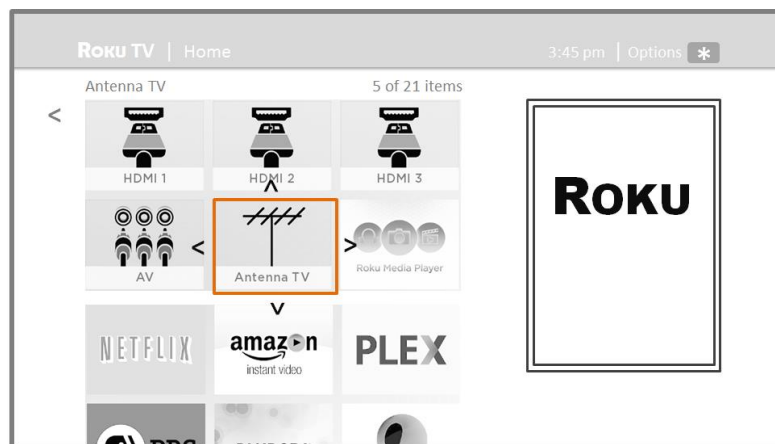 ROKU TV | Home
3:45 pm | Options *
Antenna TV
5 of 21 items
<
HDMI 1
HDMI 2
HDMI 3
ROKU
AV
<
Antenna TV
>
Roku Media Player
NETFLIX
amazon
instant video
PLEX
PBS